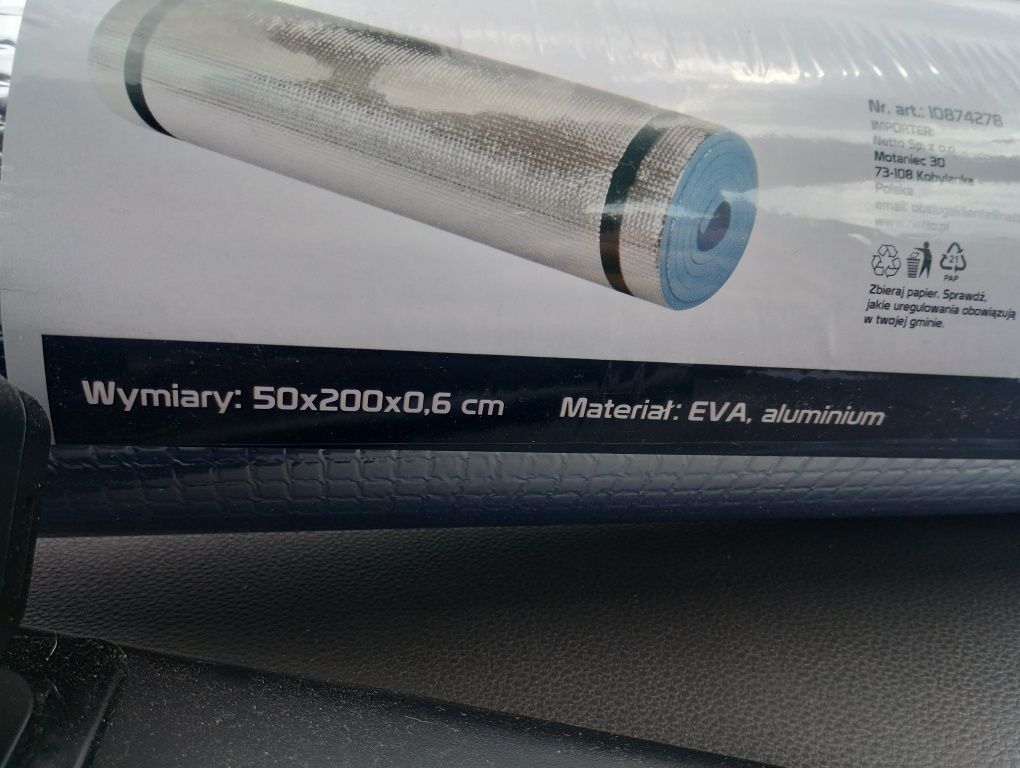 Nr. art.: 10874278
IMPORTER:
Netto Sp. z o.o.
Motaniec 30
73-108 Kobylanka
Polska
www.netto.pl
21
PAP
Zbieraj papier. Sprawdź,
jakie uregulowania obowiązują
w twojej gminie.
Wymiary: 50x200x0,6 cm
Materiał: EVA, aluminium